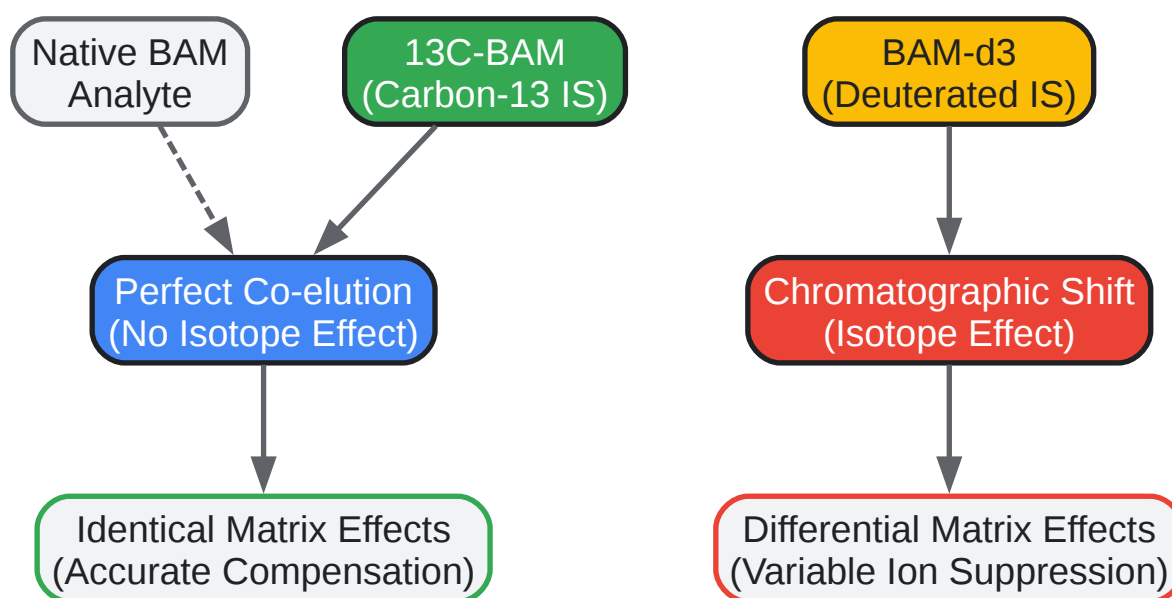 Native BAM
Analyte
13C-BAM
(Carbon-13 IS)
BAM-d3
(Deuterated IS)
Perfect Co-elution
(No Isotope Effect)
Chromatographic Shift
(Isotope Effect)
Identical Matrix Effects
(Accurate Compensation)
Differential Matrix Effects
(Variable Ion Suppression)